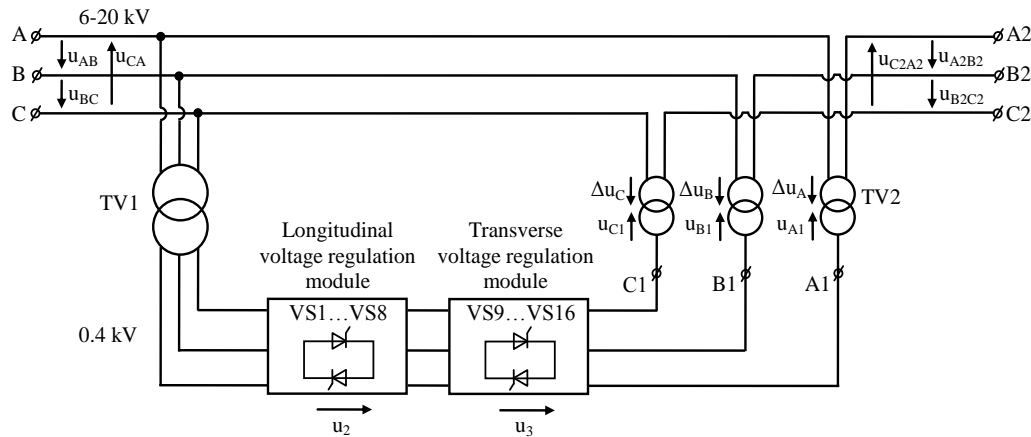 6-20 kV
A
A2
u_AB
u_CA
u_C2A2
u_A2B2
B
B2
u_BC
u_B2C2
C
C2
TV1
Δu_C
Δu_B
Δu_A
TV2
u_C1
u_B1
u_A1
Longitudinal
voltage regulation
module
Transverse
voltage regulation
module
C1
B1
A1
VS1…VS8
VS9…VS16
0.4 kV
u_2
u_3